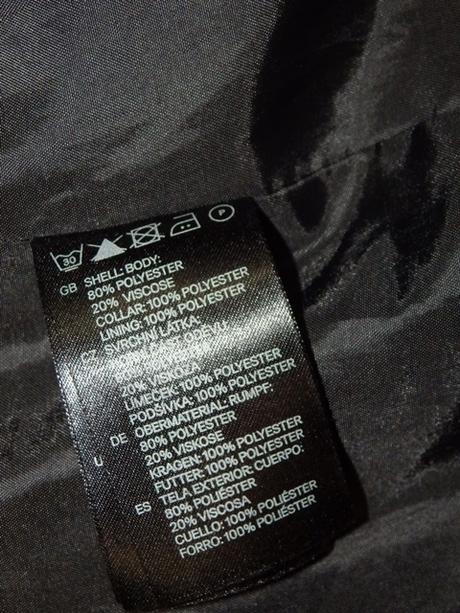 30
P
GB SHELL: BODY:
80% POLYESTER
20% VISCOSE
COLLAR: 100% POLYESTER
LINING: 100% POLYESTER
CZ SVRCHNÍ LÁTKA:
ODĚVU:
20% VISKÓZA
LÍMEČEK: 100% POLYESTER
PODŠÍVKA: 100% POLYESTER
DE OBERMATERIAL: RUMPF:
80% POLYESTER
U
20% VISKOSE
KRAGEN: 100% POLYESTER
FUTTER: 100% POLYESTER
ES TELA EXTERIOR: CUERPO:
80% POLIÉSTER
20% VISCOSA
CUELLO: 100% POLIÉSTER
FORRO: 100% POLIÉSTER